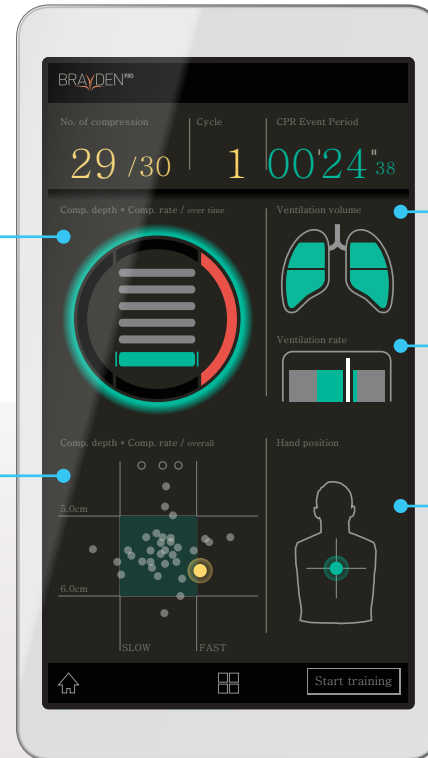 BRAYDEN PRO
No. of compression
Cycle
CPR Event Period
29 /30
1
00'24"38
Comp. depth • Comp. rate / over time
Ventilation volume
Ventilation rate
Comp. depth • Comp. rate / overall
Hand position
5.0cm
6.0cm
SLOW
FAST
Start training